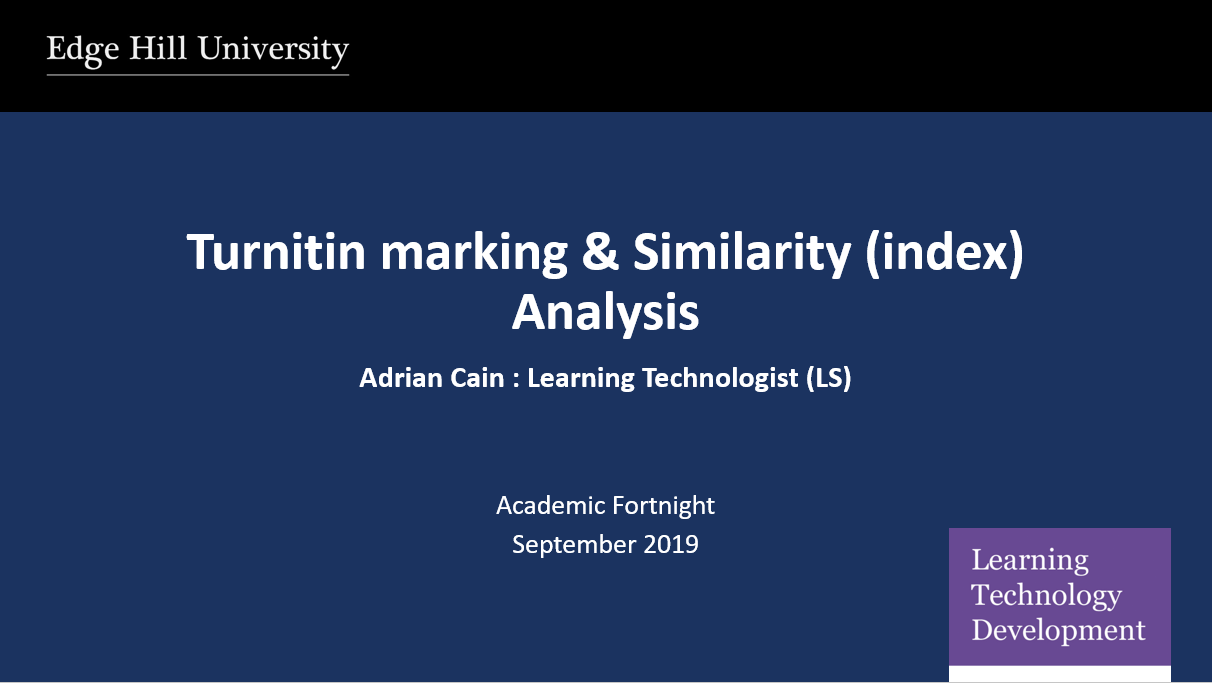 Edge Hill University
Turnitin marking & Similarity (index)
Analysis
Adrian Cain : Learning Technologist (LS)
Academic Fortnight
September 2019
Learning
Technology
Development